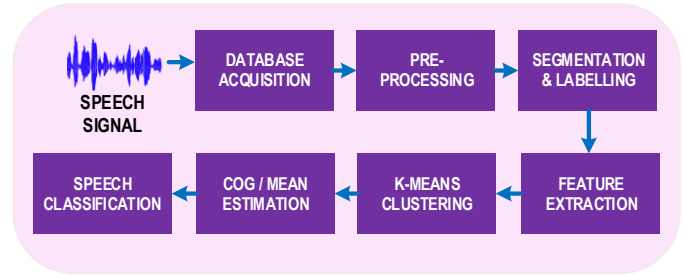 SPEECH
SIGNAL
DATABASE
ACQUISITION
PRE-
PROCESSING
SEGMENTATION
& LABELLING
SPEECH
CLASSIFICATION
COG / MEAN
ESTIMATION
K-MEANS
CLUSTERING
FEATURE
EXTRACTION